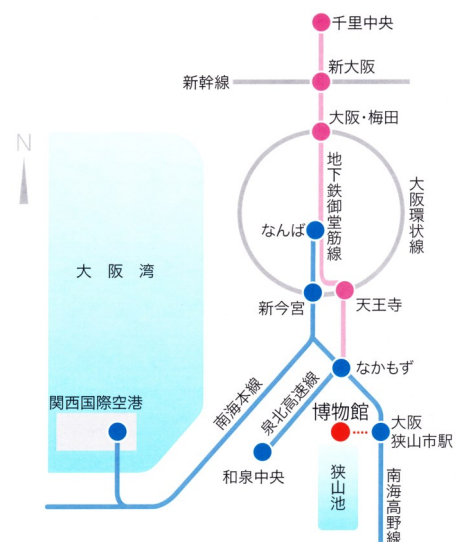 千里中央
新大阪
新幹線
大阪・梅田
N
地下鉄御堂筋線
大阪環状線
なんば
大阪湾
新今宮
天王寺
なかもず
南海本線
泉北高速線
関西国際空港
博物館
大阪
狭山市駅
和泉中央
狭山池
南海高野線